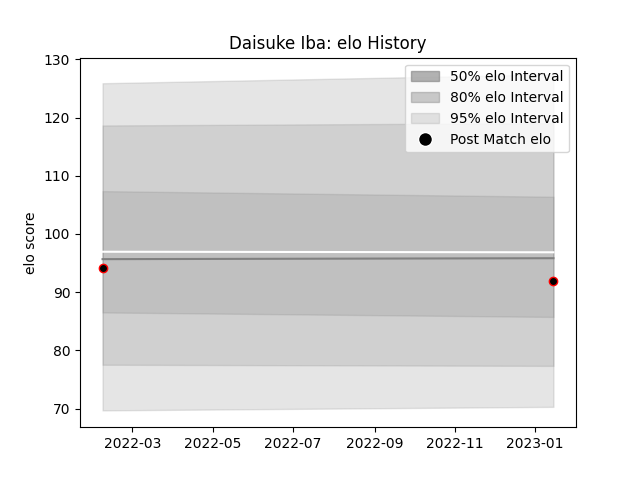 Daisuke Iba: elo History
130
120
110
100
90
80
70
elo score
50% elo Interval
80% elo Interval
95% elo Interval
Post Match elo
2022-03
2022-05
2022-07
2022-09
2022-11
2023-01